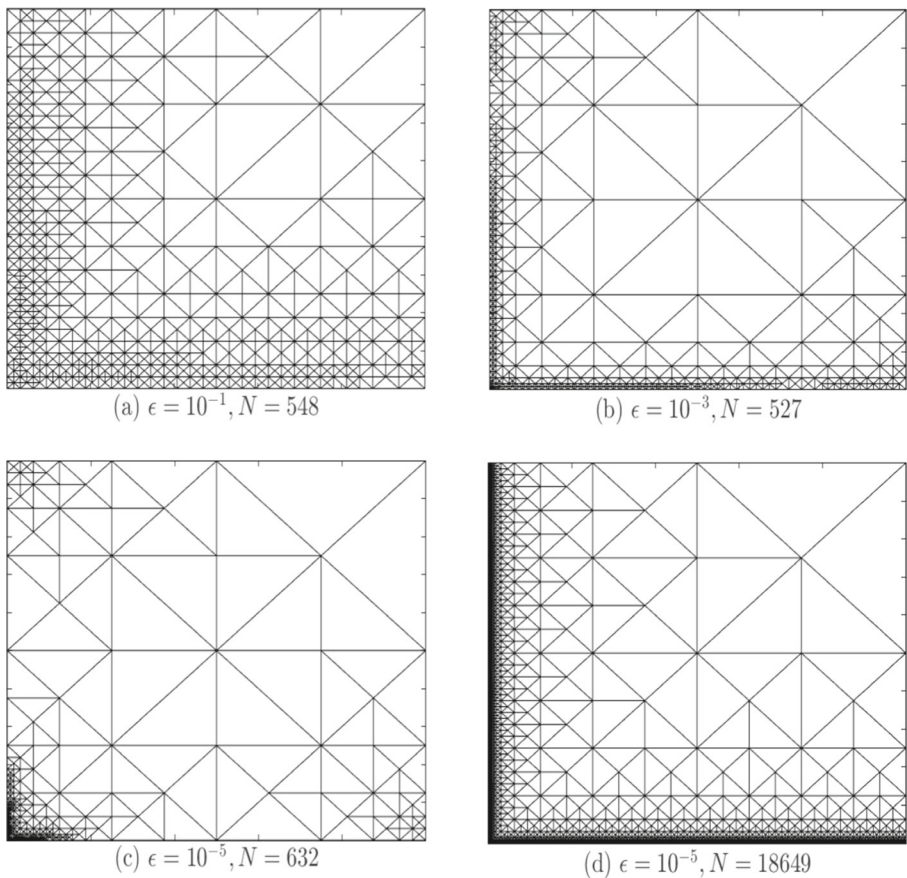 (a) ϵ = 10⁻¹, N = 548
(b) ϵ = 10⁻³, N = 527
(c) ϵ = 10⁻⁵, N = 632
(d) ϵ = 10⁻⁵, N = 18649